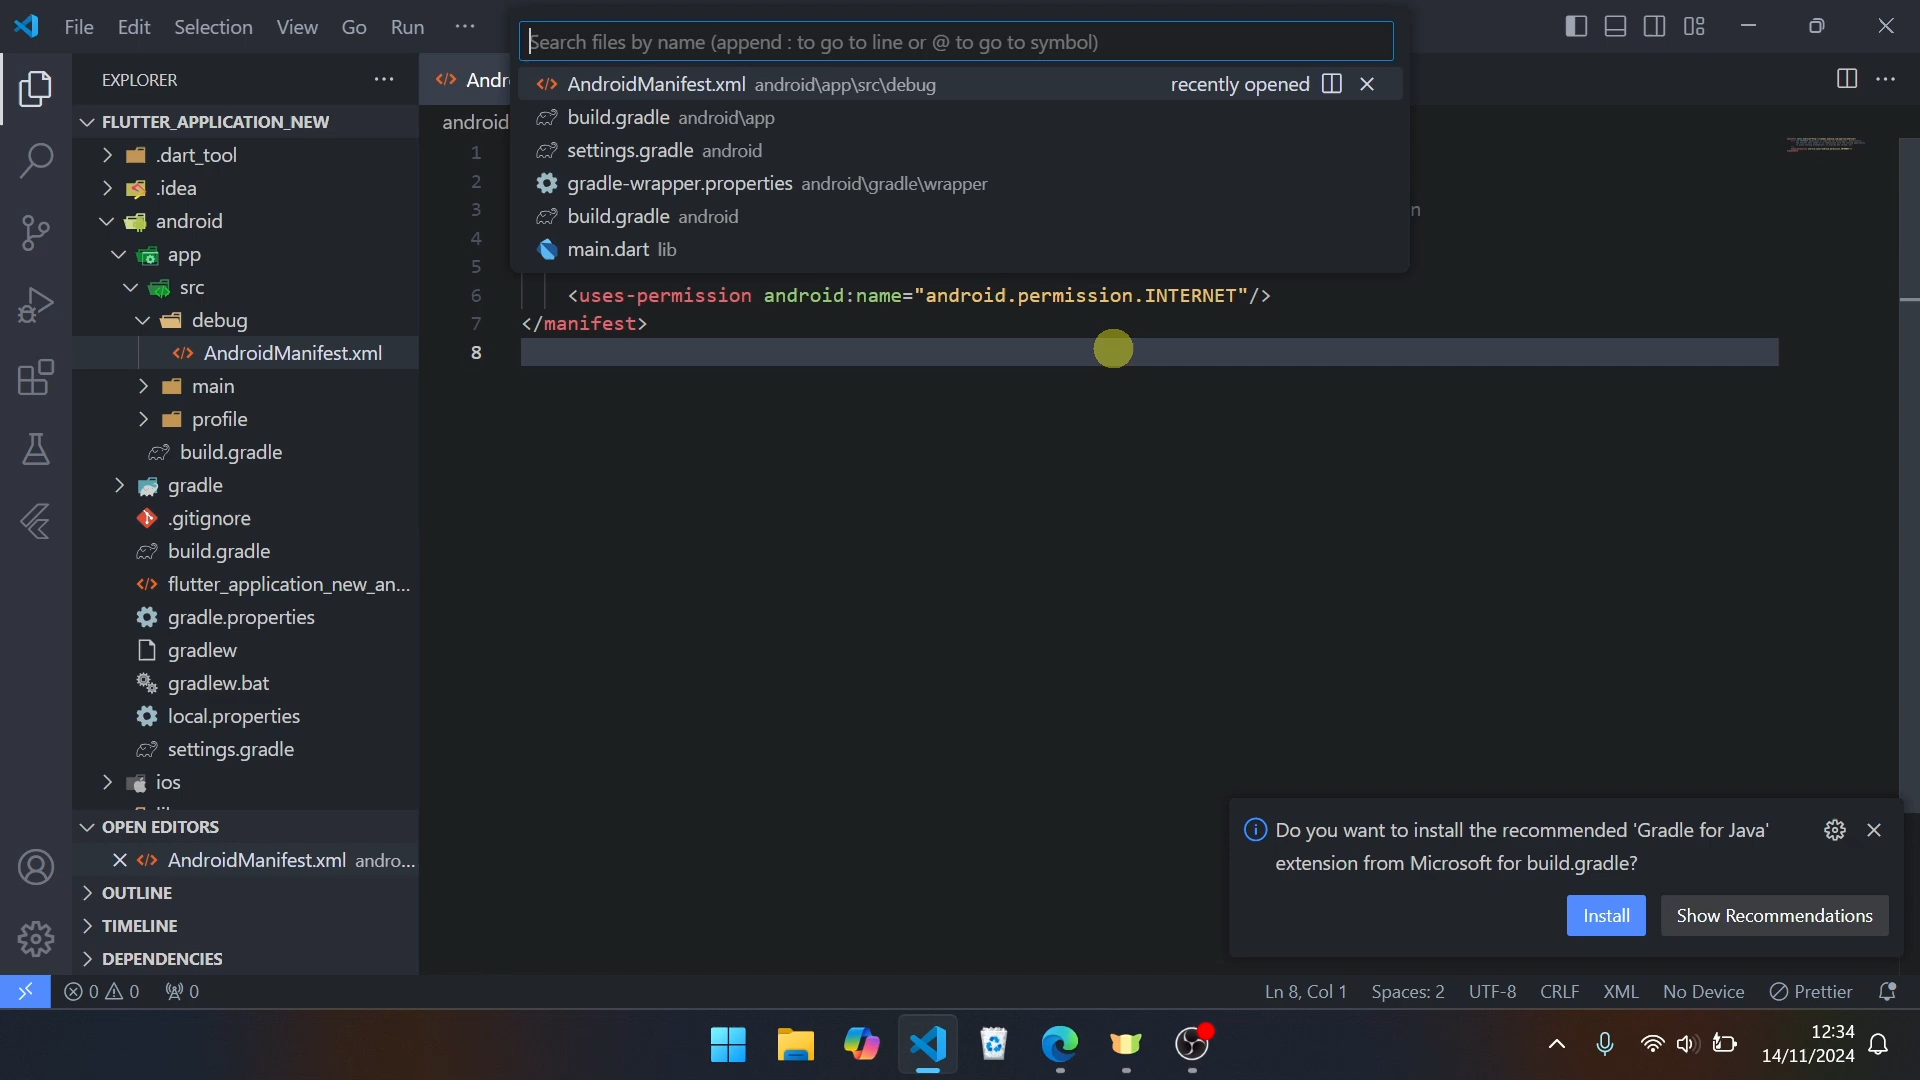 File Edit Selection View Go Run ···
Search files by name (append : to go to line or @ to go to symbol)
AndroidManifest.xml android\app\src\debug recently opened
build.gradle android\app
settings.gradle android
gradle-wrapper.properties android\gradle\wrapper
build.gradle android
main.dart lib
EXPLORER
FLUTTER_APPLICATION_NEW
.dart_tool
.idea
android
app
src
debug
AndroidManifest.xml
main
profile
build.gradle
gradle
.gitignore
build.gradle
flutter_application_new_an...
gradle.properties
gradlew
gradlew.bat
local.properties
settings.gradle
ios
OPEN EDITORS
AndroidManifest.xml andro...
OUTLINE
TIMELINE
DEPENDENCIES
Andr
android
1
2
3 n
4
5
6 <uses-permission android:name="android.permission.INTERNET"/>
7 </manifest>
8
Do you want to install the recommended 'Gradle for Java'
extension from Microsoft for build.gradle?
Install Show Recommendations
0 0 0 Ln 8, Col 1 Spaces: 2 UTF-8 CRLF XML No Device Prettier
12:34
14/11/2024